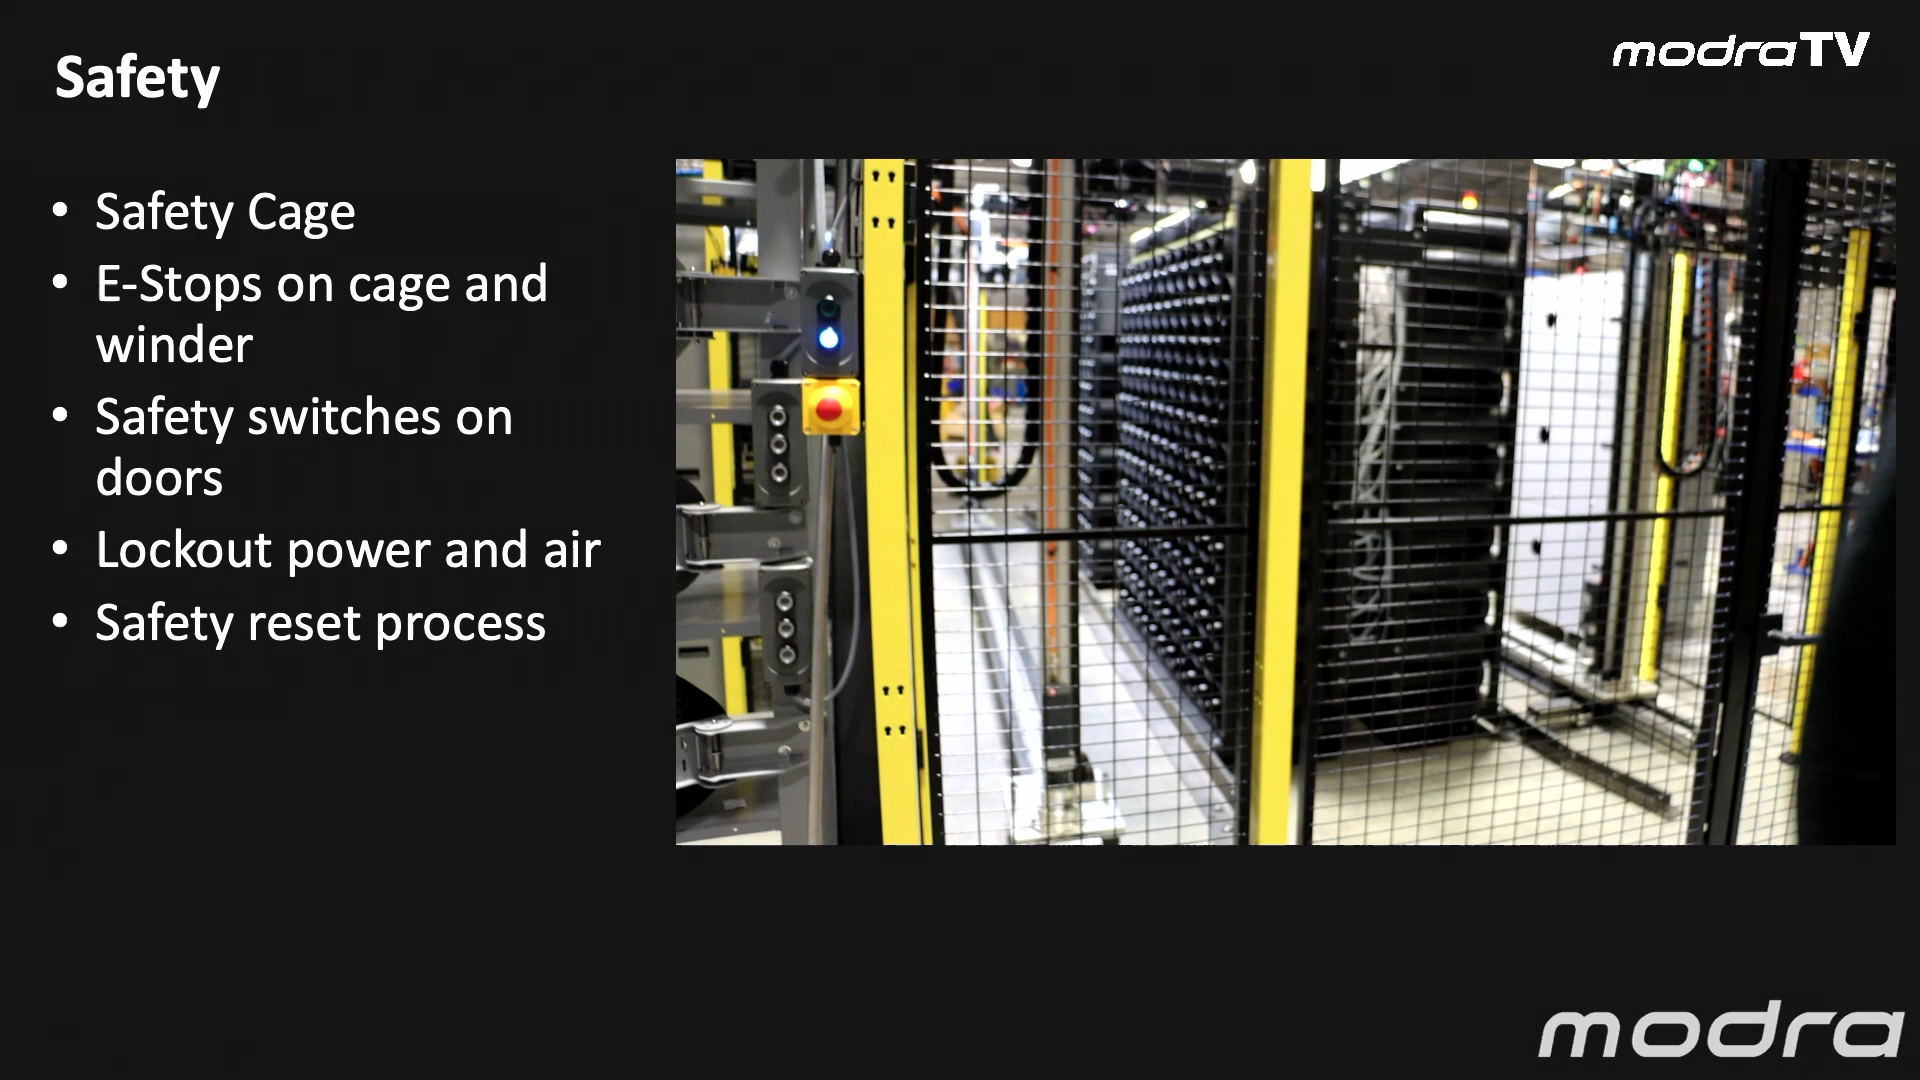 Safety
modraTV
• Safety Cage
• E-Stops on cage and
winder
• Safety switches on
doors
• Lockout power and air
• Safety reset process
modra